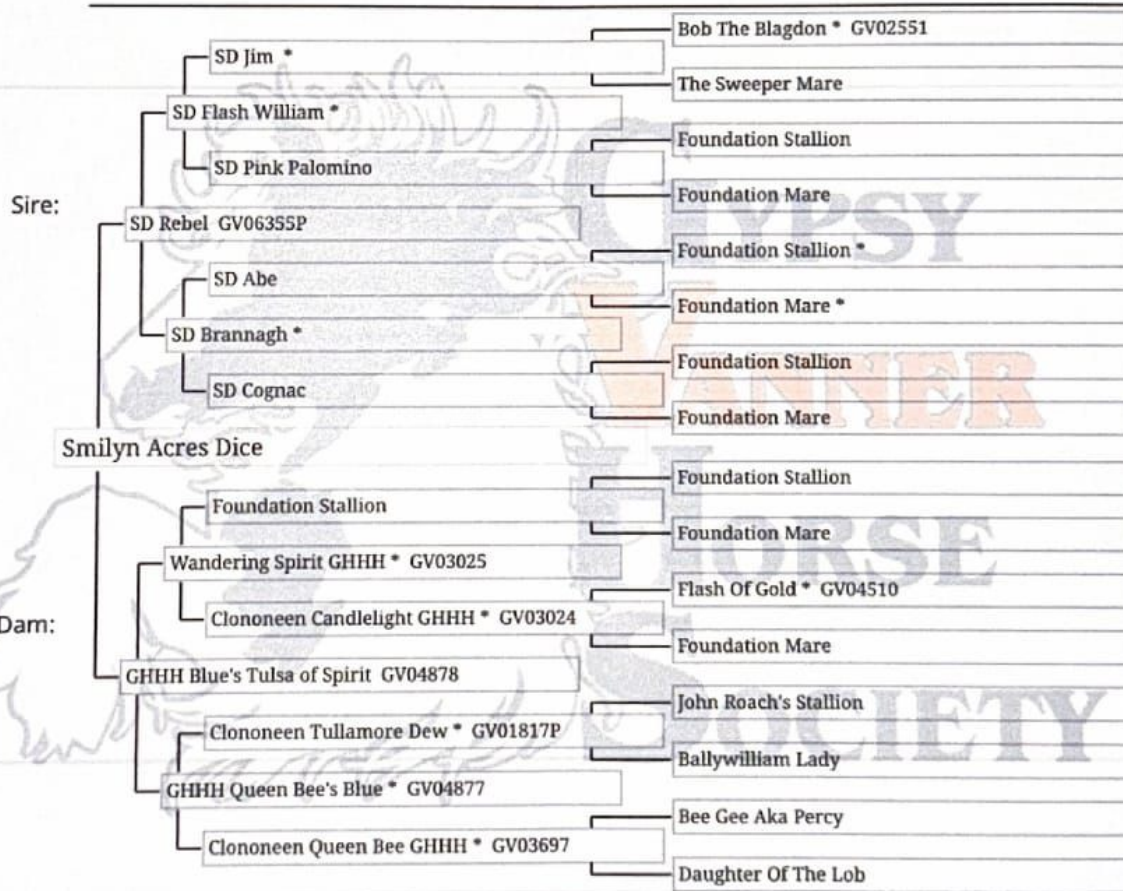 Bob The Blagdon * GV02551
SD Jim *
The Sweeper Mare
SD Flash William *
Foundation Stallion
SD Pink Palomino
Foundation Mare
Sire:
SD Rebel GV06355P
Foundation Stallion *
SD Abe
Foundation Mare *
SD Brannagh *
Foundation Stallion
SD Cognac
Foundation Mare
Smilyn Acres Dice
Foundation Stallion
Foundation Stallion
Foundation Mare
Wandering Spirit GHHH * GV03025
Flash Of Gold * GV04510
Clononeen Candlelight GHHH * GV03024
Foundation Mare
Dam:
GHHH Blue's Tulsa of Spirit GV04878
John Roach's Stallion
Clononeen Tullamore Dew * GV01817P
Ballywilliam Lady
GHHH Queen Bee's Blue * GV04877
Bee Gee Aka Percy
Clononeen Queen Bee GHHH * GV03697
Daughter Of The Lob
GYPSY
VANNER
HORSE
SOCIETY